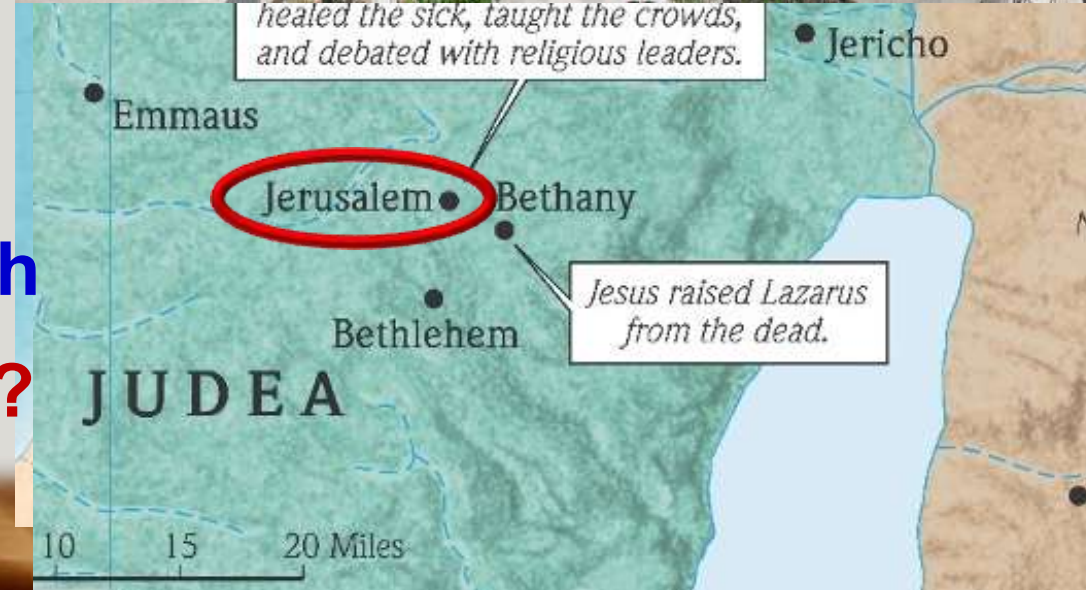 healed the sick, taught the crowds,
and debated with religious leaders.
Jericho
Emmaus
Jerusalem
Bethany
h
Jesus raised Lazarus
from the dead.
Bethlehem
?
JUDEA
10 15 20 Miles